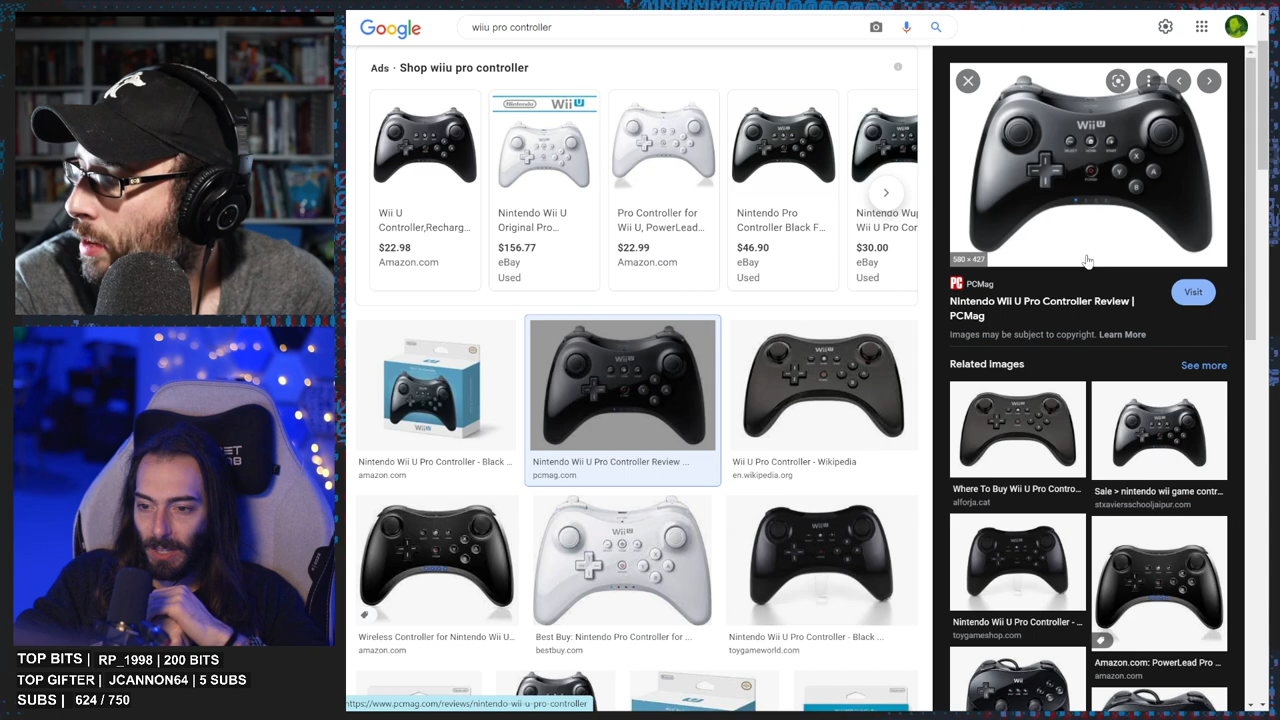 Google
wiiu pro controller
Ads · Shop wiiu pro controller
Wii U
Controller,Recharg...
$22.98
Amazon.com
Nintendo Wii U
Original Pro...
$156.77
eBay
Used
Pro Controller for
Wii U, PowerLead...
$22.99
Amazon.com
Nintendo Pro
Controller Black F...
$46.90
eBay
Used
Nintendo Wup
Wii U Pro Cor
$30.00
eBay
Used
Nintendo Wii U Pro Controller - Black ...
amazon.com
Nintendo Wii U Pro Controller Review ...
pcmag.com
Wii U Pro Controller - Wikipedia
en.wikipedia.org
Wireless Controller for Nintendo Wii U...
amazon.com
Best Buy: Nintendo Pro Controller for ...
bestbuy.com
Nintendo Wii U Pro Controller - Black ...
toygameworld.com
https://www.pcmag.com/reviews/nintendo-wii-u-pro-controller
Wii U
SELECT
HOME
START
POWER
X
Y
A
B
580 × 427
PCMag
Nintendo Wii U Pro Controller Review |
PCMag
Visit
Images may be subject to copyright. Learn More
Related images
See more
Where To Buy Wii U Pro Contro...
alforja.cat
Sale > nintendo wii game contr...
stxaviersschooljaipur.com
Nintendo Wii U Pro Controller - ...
toygameshop.com
Amazon.com: PowerLead Pro ...
amazon.com
TOP BITS | RP_1998 | 200 BITS
TOP GIFTER | JCANNON64 | 5 SUBS
SUBS | 624 / 750